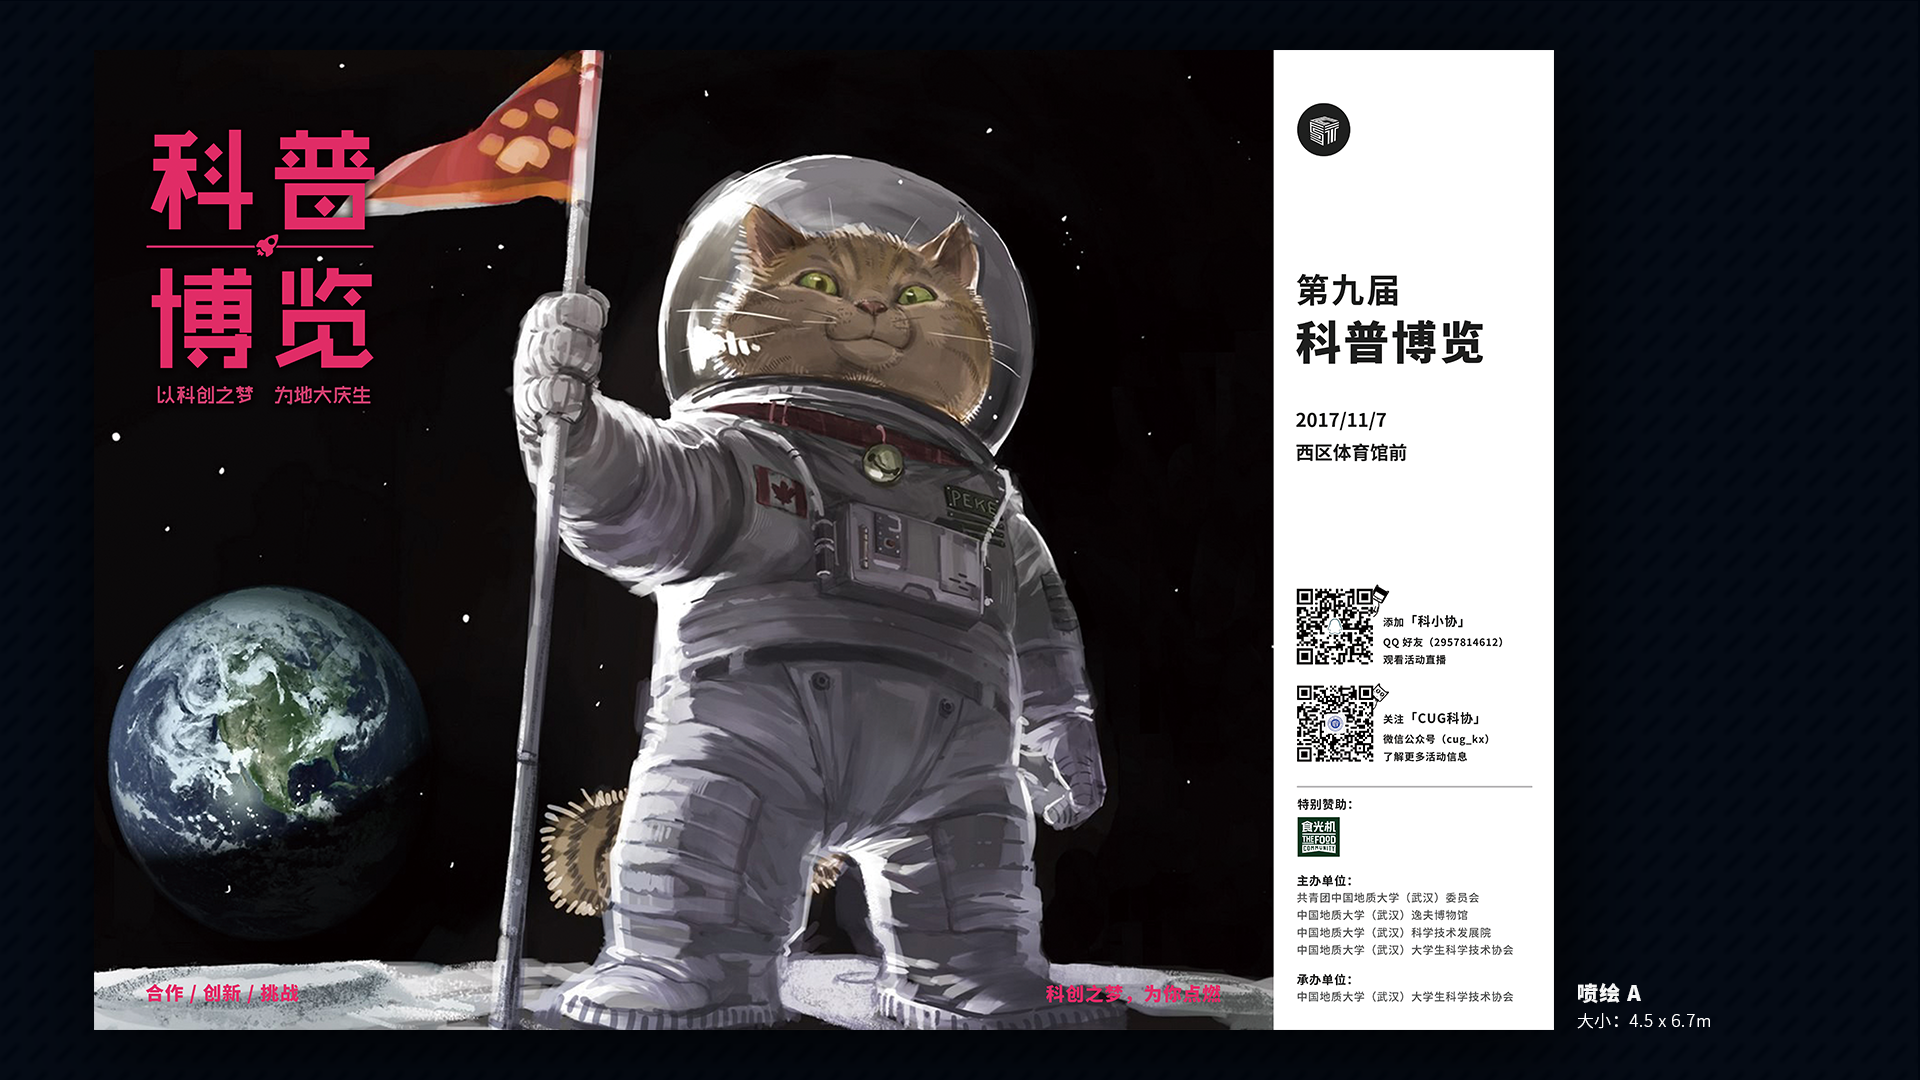 科普
博览
以科创之梦 为地大庆生
PEKE
合作 / 创新 / 挑战
科创之梦，为你点燃
第九届
科普博览
2017/11/7
西区体育馆前
添加「科小协」
QQ 好友（2957814612）
观看活动直播
关注「CUG科协」
微信公众号（cug_kx）
了解更多活动信息
特别赞助：
食光机
THE FOOD
COMMUNITY
主办单位：
共青团中国地质大学（武汉）委员会
中国地质大学（武汉）逸夫博物馆
中国地质大学（武汉）科学技术发展院
中国地质大学（武汉）大学生科学技术协会
承办单位：
中国地质大学（武汉）大学生科学技术协会
喷绘 A
大小：4.5 x 6.7m